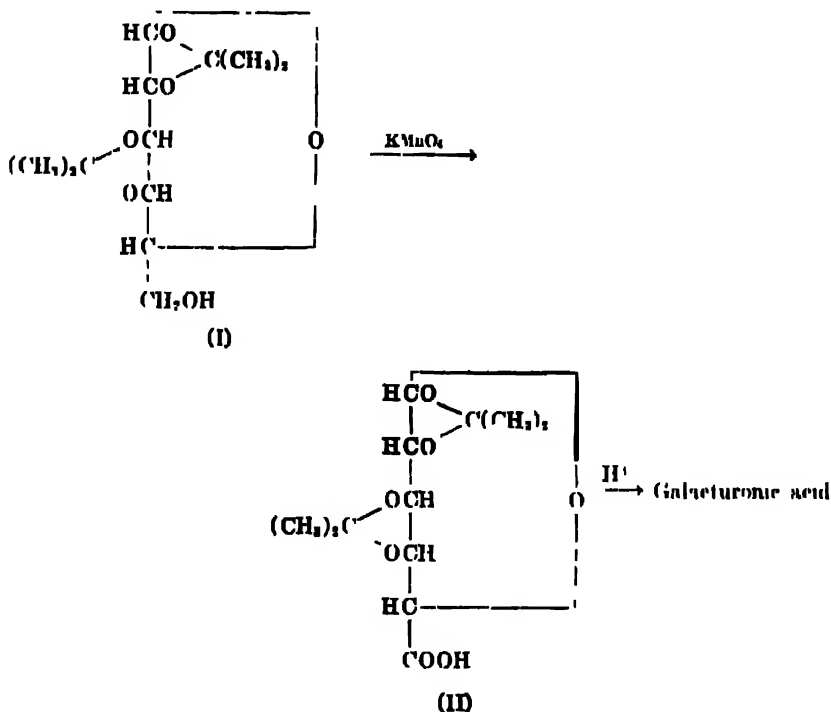 HCO
C(CH₃)₂
HCO
OCH
O
KMnO₄
(CH₃)₂C
OCH
HC
CH₂OH
(I)
HCO
C(CH₃)₂
HCO
OCH
O
H⁺
Galacturonic acid
(CH₃)₂C
OCH
HC
COOH
(II)